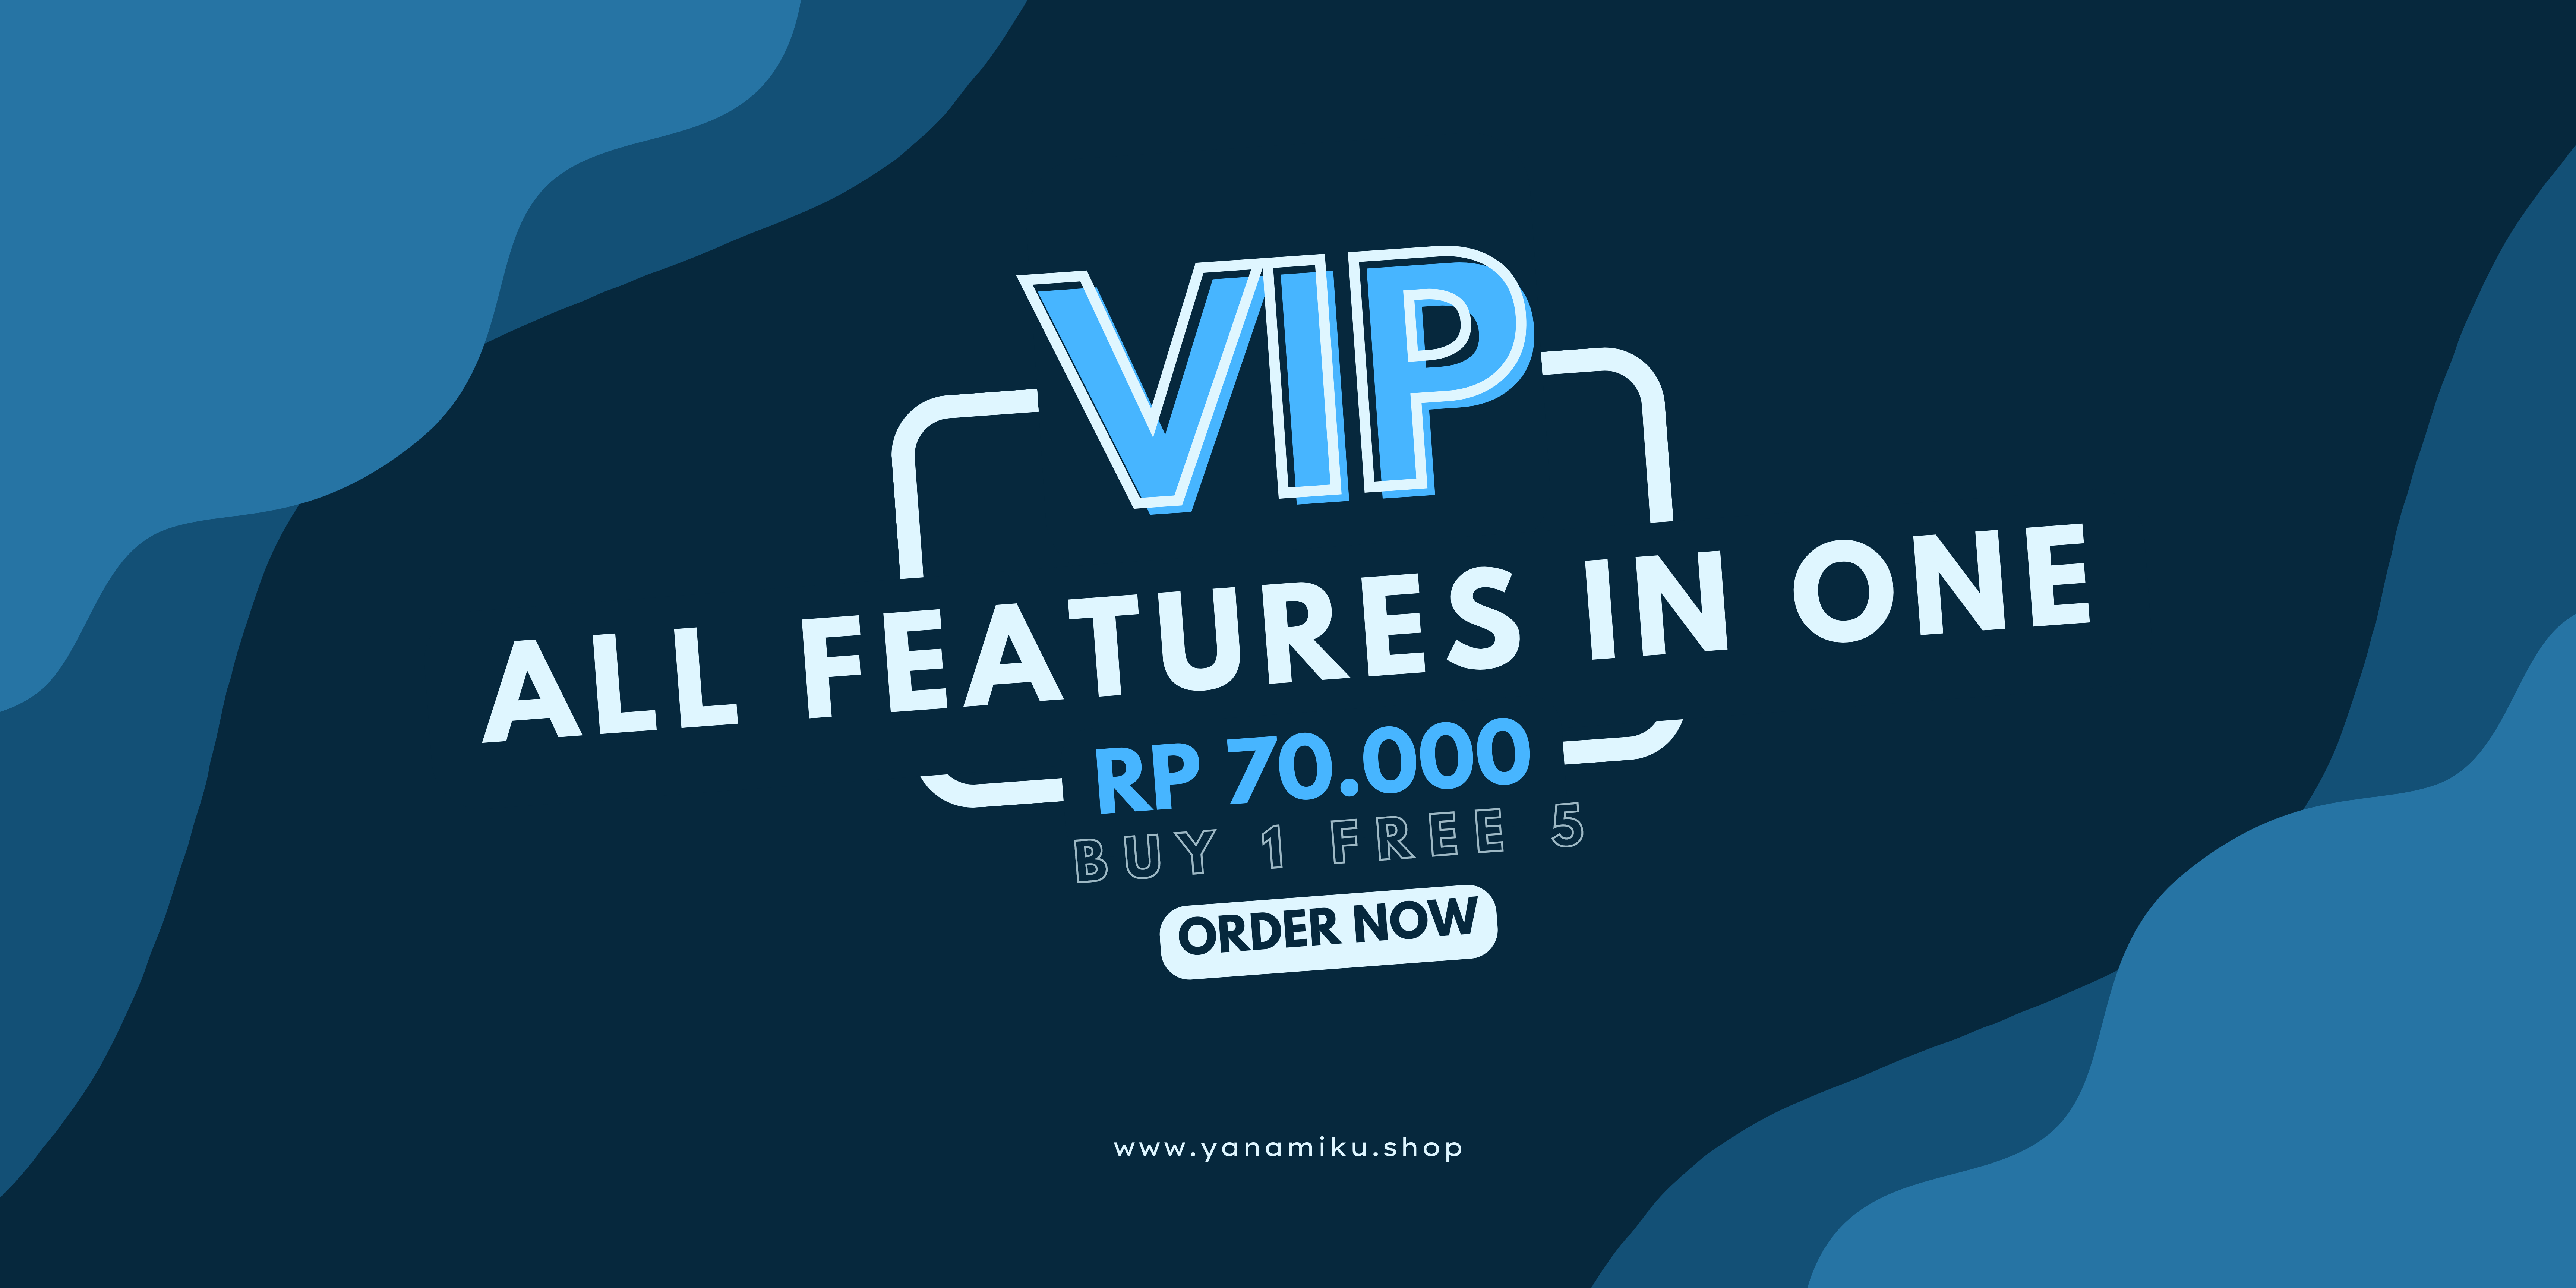 VIP
ALL FEATURES IN ONE
RP 70.000
BUY 1 FREE 5
ORDER NOW
www.yanamiku.shop